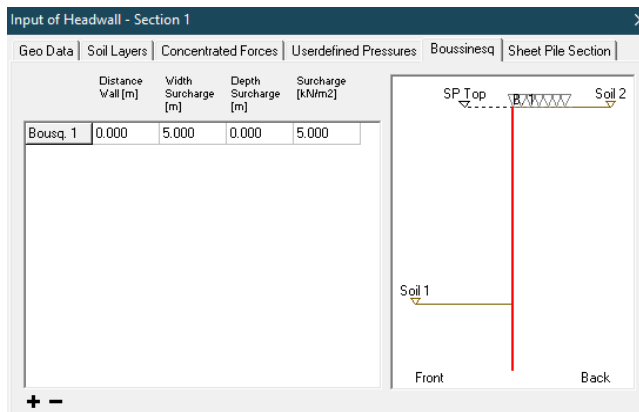 Input of Headwall - Section 1
Geo Data Soil Layers Concentrated Forces Userdefined Pressures Boussinesq Sheet Pile Section
Distance Wall [m] Width Surcharge [m] Depth Surcharge [m] Surcharge [kN/m2]
Bousq. 1 0.000 5.000 0.000 5.000
SP Top B. 1 Soil 2
Soil 1
Front Back